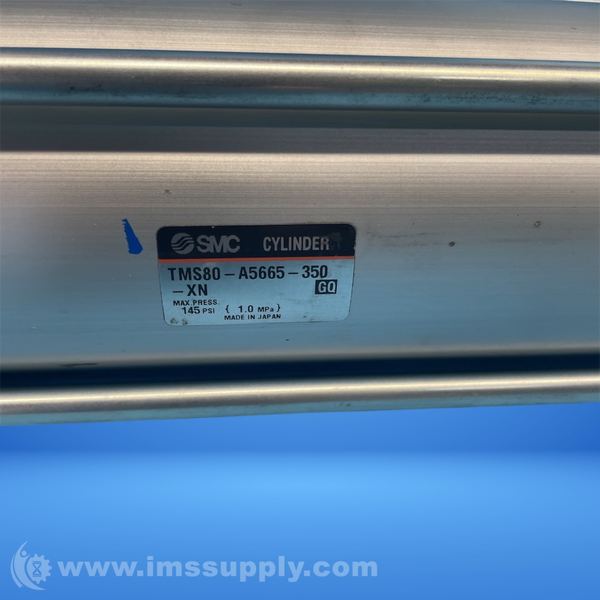 SMC CYLINDER
TMS80-A5665-350
-XN GQ
MAX.PRESS.
145 PSI { 1.0 MPa }
MADE IN JAPAN
www.imssupply.com